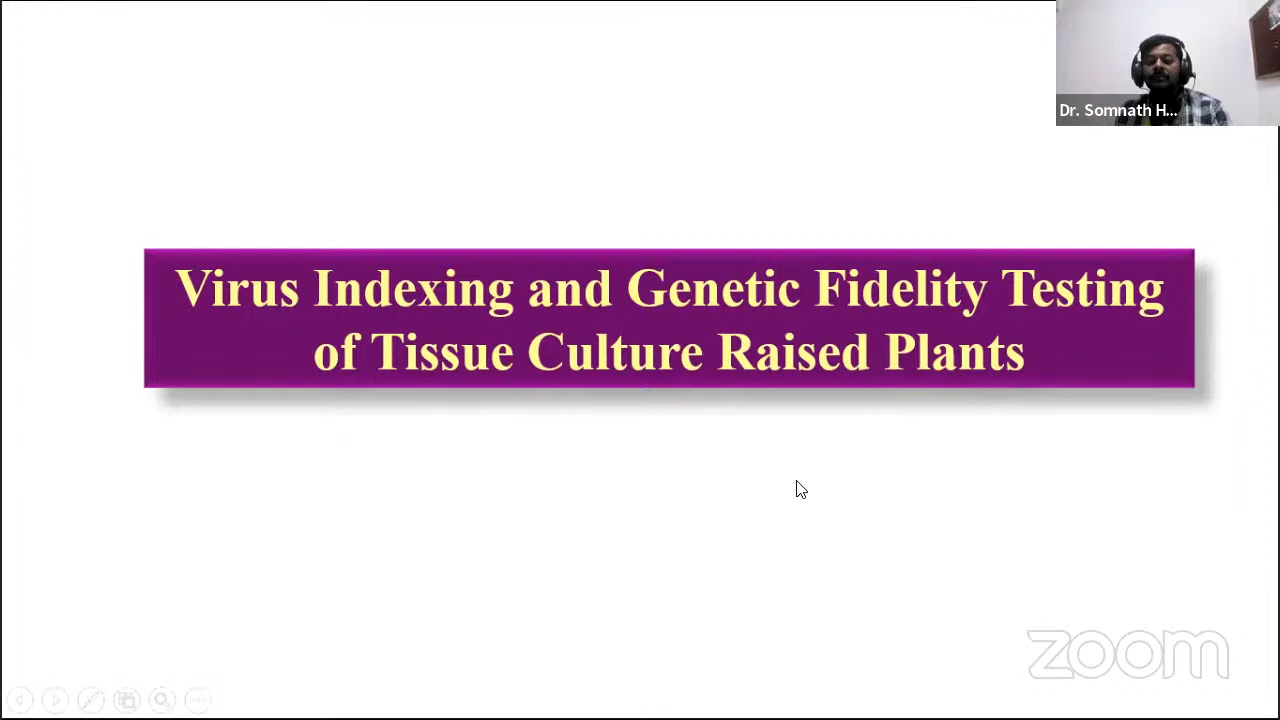 Dr. Somnath H...
Virus Indexing and Genetic Fidelity Testing
of Tissue Culture Raised Plants
zoom